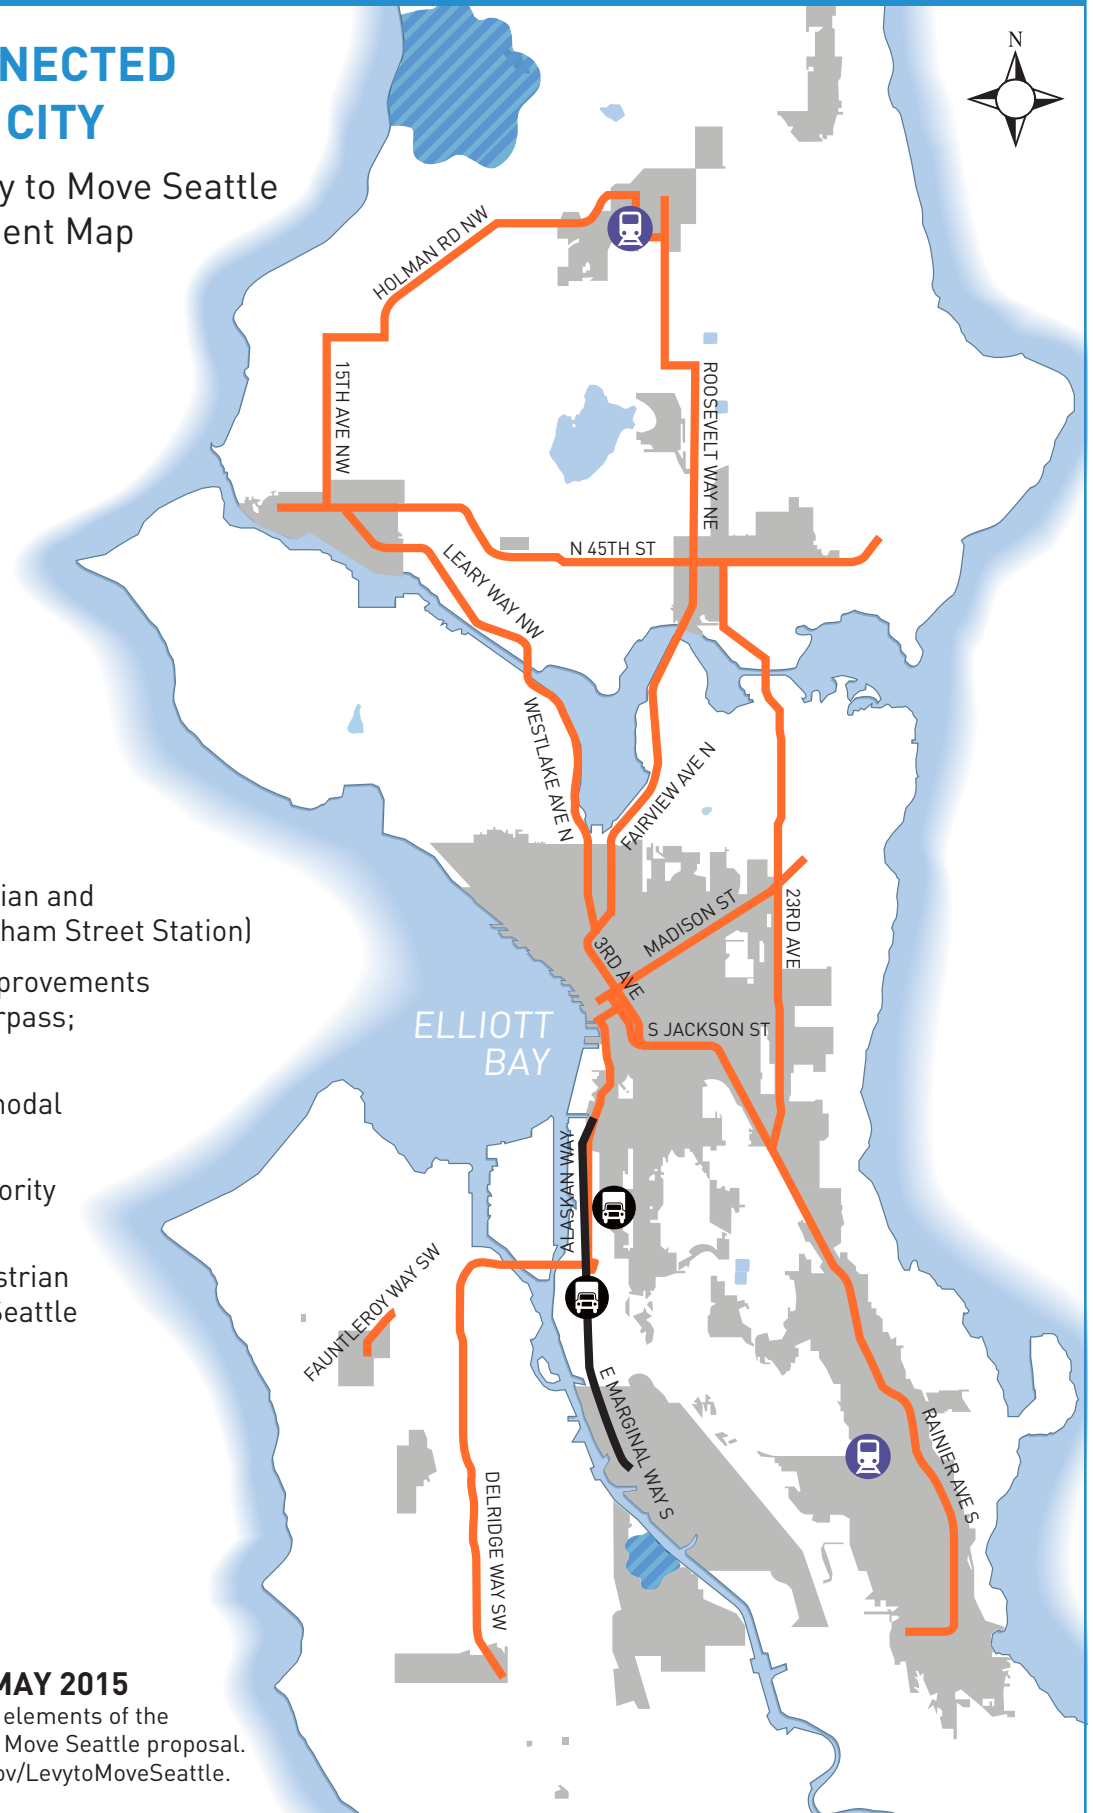 NNECTED
CITY
y to Move Seattle
ent Map
N
HOLMAN RD NW
15TH AVE NW
ROOSEVELT WAY NE
N 45TH ST
LEARY WAY NW
WESTLAKE AVE N
FAIRVIEW AVE N
MADISON ST
23RD AVE
3RD AVE
S JACKSON ST
ELLIOTT
BAY
ALASKAN WAY
FAUNTLEROY WAY SW
E MARGINAL WAY S
DELRIDGE WAY SW
RAINIER AVE S
ian and
ham Street Station)
provements
rpass;
nodal
ority
strian
Seattle
MAY 2015
elements of the
Move Seattle proposal.
ov/LevytoMoveSeattle.